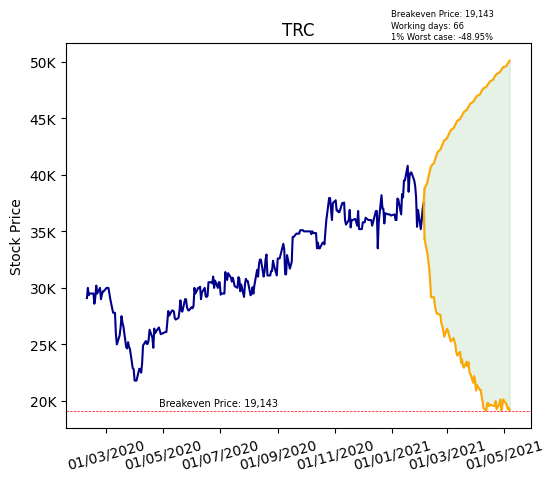 Breakeven Price: 19,143
Working days: 66
1% Worst case: -48.95%
TRC
Stock Price
50K
45K
40K
35K
30K
25K
20K
Breakeven Price: 19,143
01/03/2020
01/05/2020
01/07/2020
01/09/2020
01/11/2020
01/01/2021
01/03/2021
01/05/2021